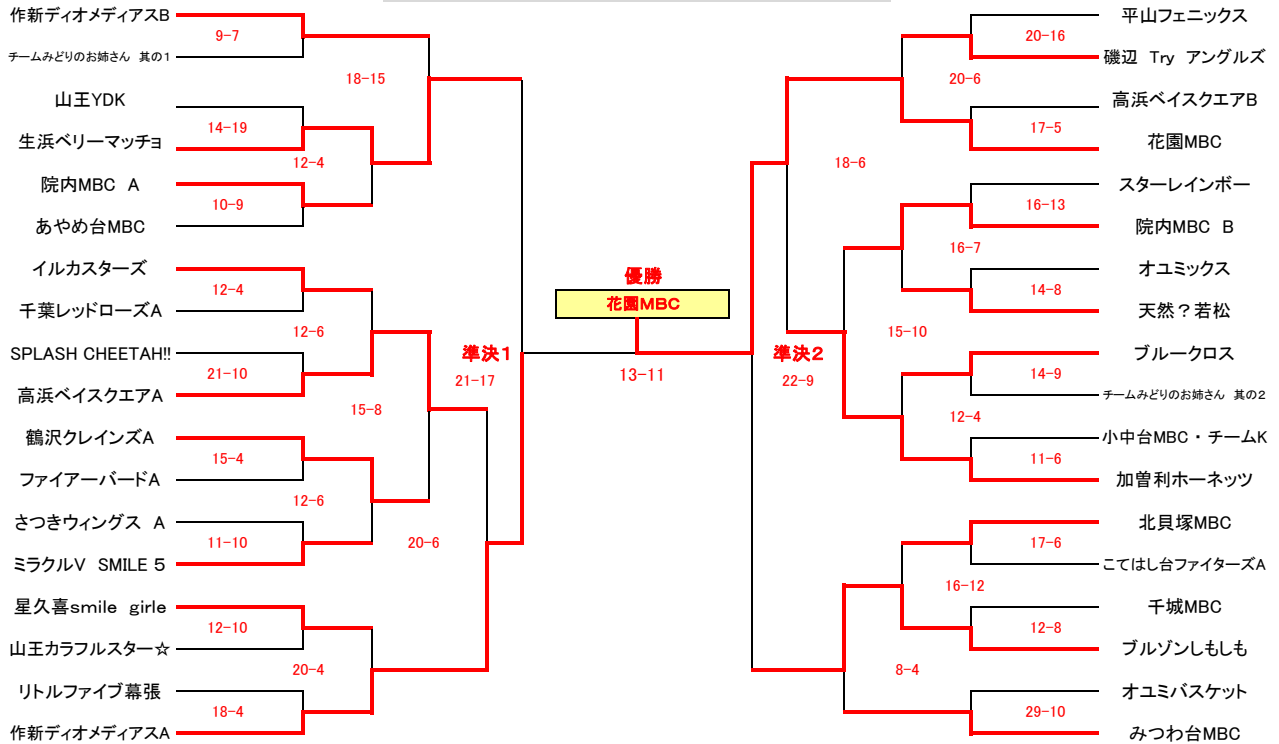 作新ディオメディアスB
9-7
チームみどりのお姉さん 其の1
18-15
山王YDK
14-19
生浜ベリーマッチョ
12-4
院内MBC A
10-9
あやめ台MBC
イルカスターズ
12-4
千葉レッドローズA
12-6
SPLASH CHEETAH!!
21-10
高浜ベイスクエアA
15-8
鶴沢クレインズA
15-4
ファイアーバードA
12-6
さつきウィングス A
11-10
ミラクルV SMILE 5
20-6
星久喜smile girle
12-10
山王カラフルスター☆
20-4
リトルファイブ幕張
18-4
作新ディオメディアスA
準決1
21-17
優勝
花園MBC
13-11
準決2
22-9
平山フェニックス
20-16
磯辺 Try アングルズ
20-6
高浜ベイスクエアB
17-5
花園MBC
18-6
スターレインボー
16-13
院内MBC B
16-7
オユミックス
14-8
天然？若松
15-10
ブルークロス
14-9
チームみどりのお姉さん 其の2
12-4
小中台MBC・チームK
11-6
加曽利ホーネッツ
北貝塚MBC
17-6
こてはし台ファイターズA
16-12
千城MBC
12-8
ブルゾンしもしも
8-4
オユミバスケット
29-10
みつわ台MBC